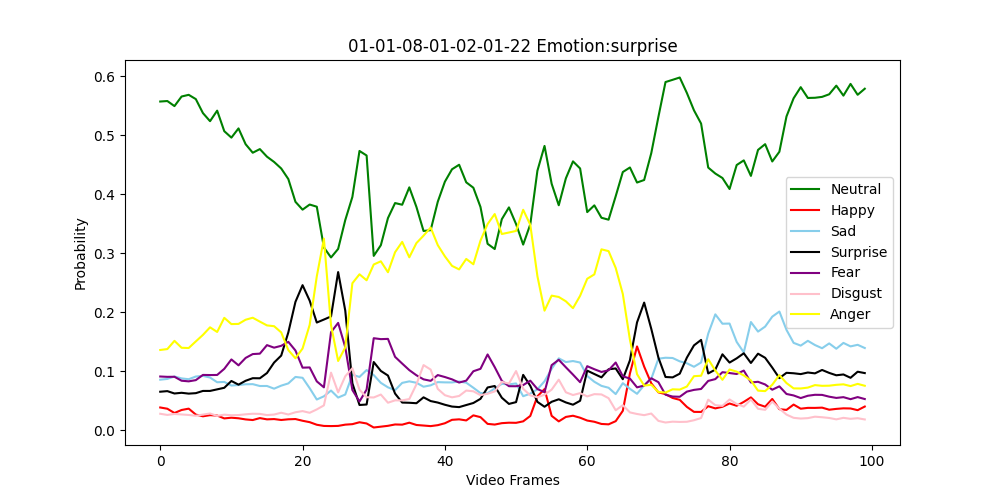 01-01-08-01-02-01-22 Emotion:surprise
Probability
0.6
0.5
0.4
0.3
0.2
0.1
0.0
Neutral
Happy
Sad
Surprise
Fear
Disgust
Anger
0 20 40 60 80 100
Video Frames